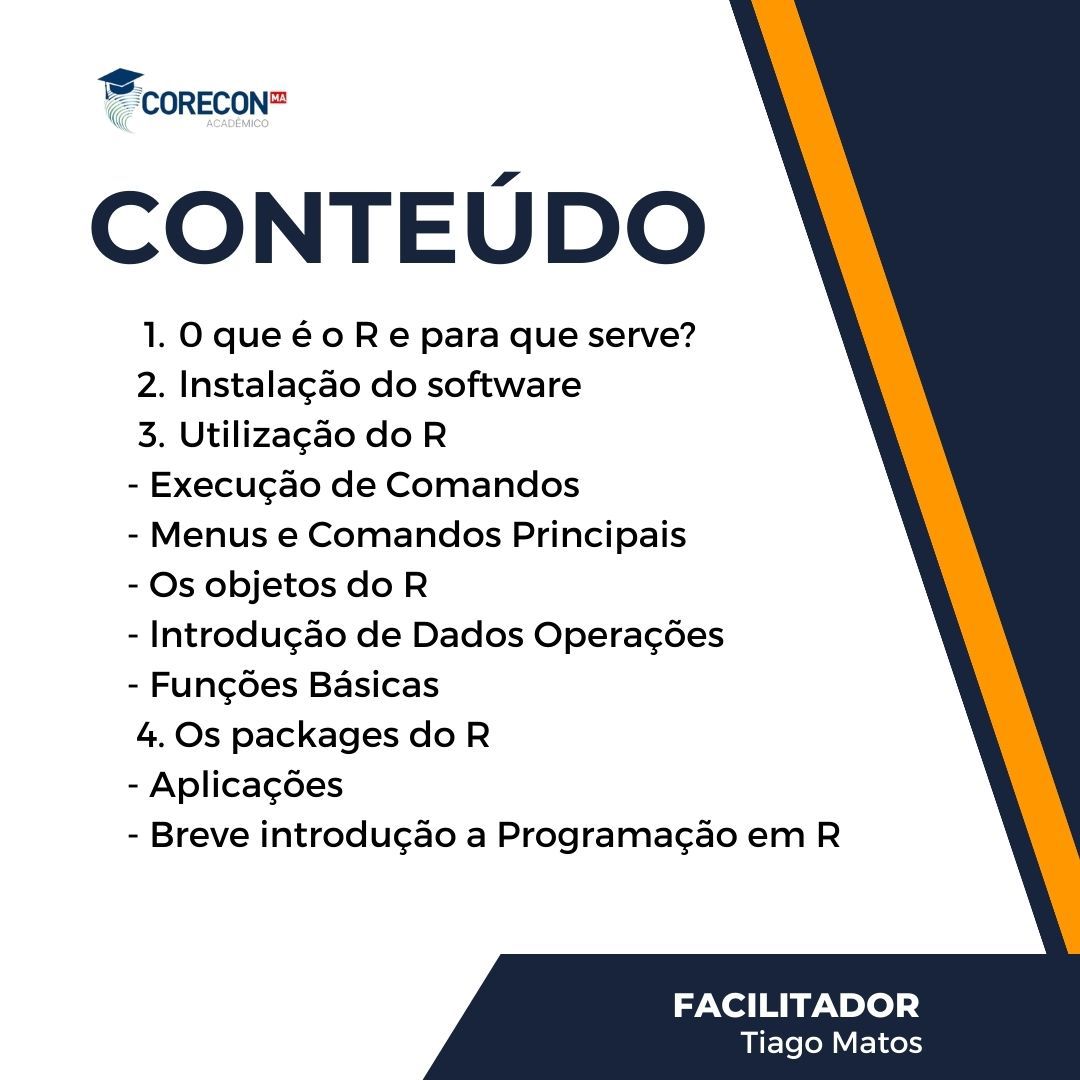 CORECON MA
ACADÊMICO
CONTEÚDO
1. O que é o R e para que serve?
2. Instalação do software
3. Utilização do R
- Execução de Comandos
- Menus e Comandos Principais
- Os objetos do R
- Introdução de Dados Operações
- Funções Básicas
4. Os packages do R
- Aplicações
- Breve introdução a Programação em R
FACILITADOR
Tiago Matos